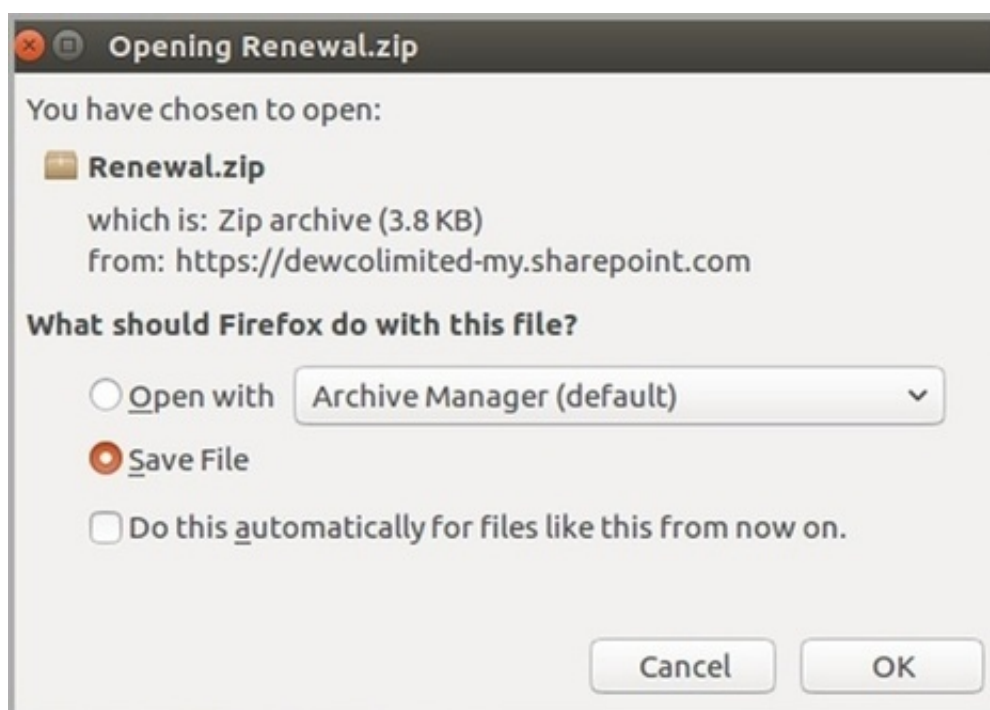 Opening Renewal.zip
You have chosen to open:
Renewal.zip
which is: Zip archive (3.8 KB)
from: https://dewcolimited-my.sharepoint.com
What should Firefox do with this file?
Open with Archive Manager (default)
Save File
Do this automatically for files like this from now on.
Cancel OK